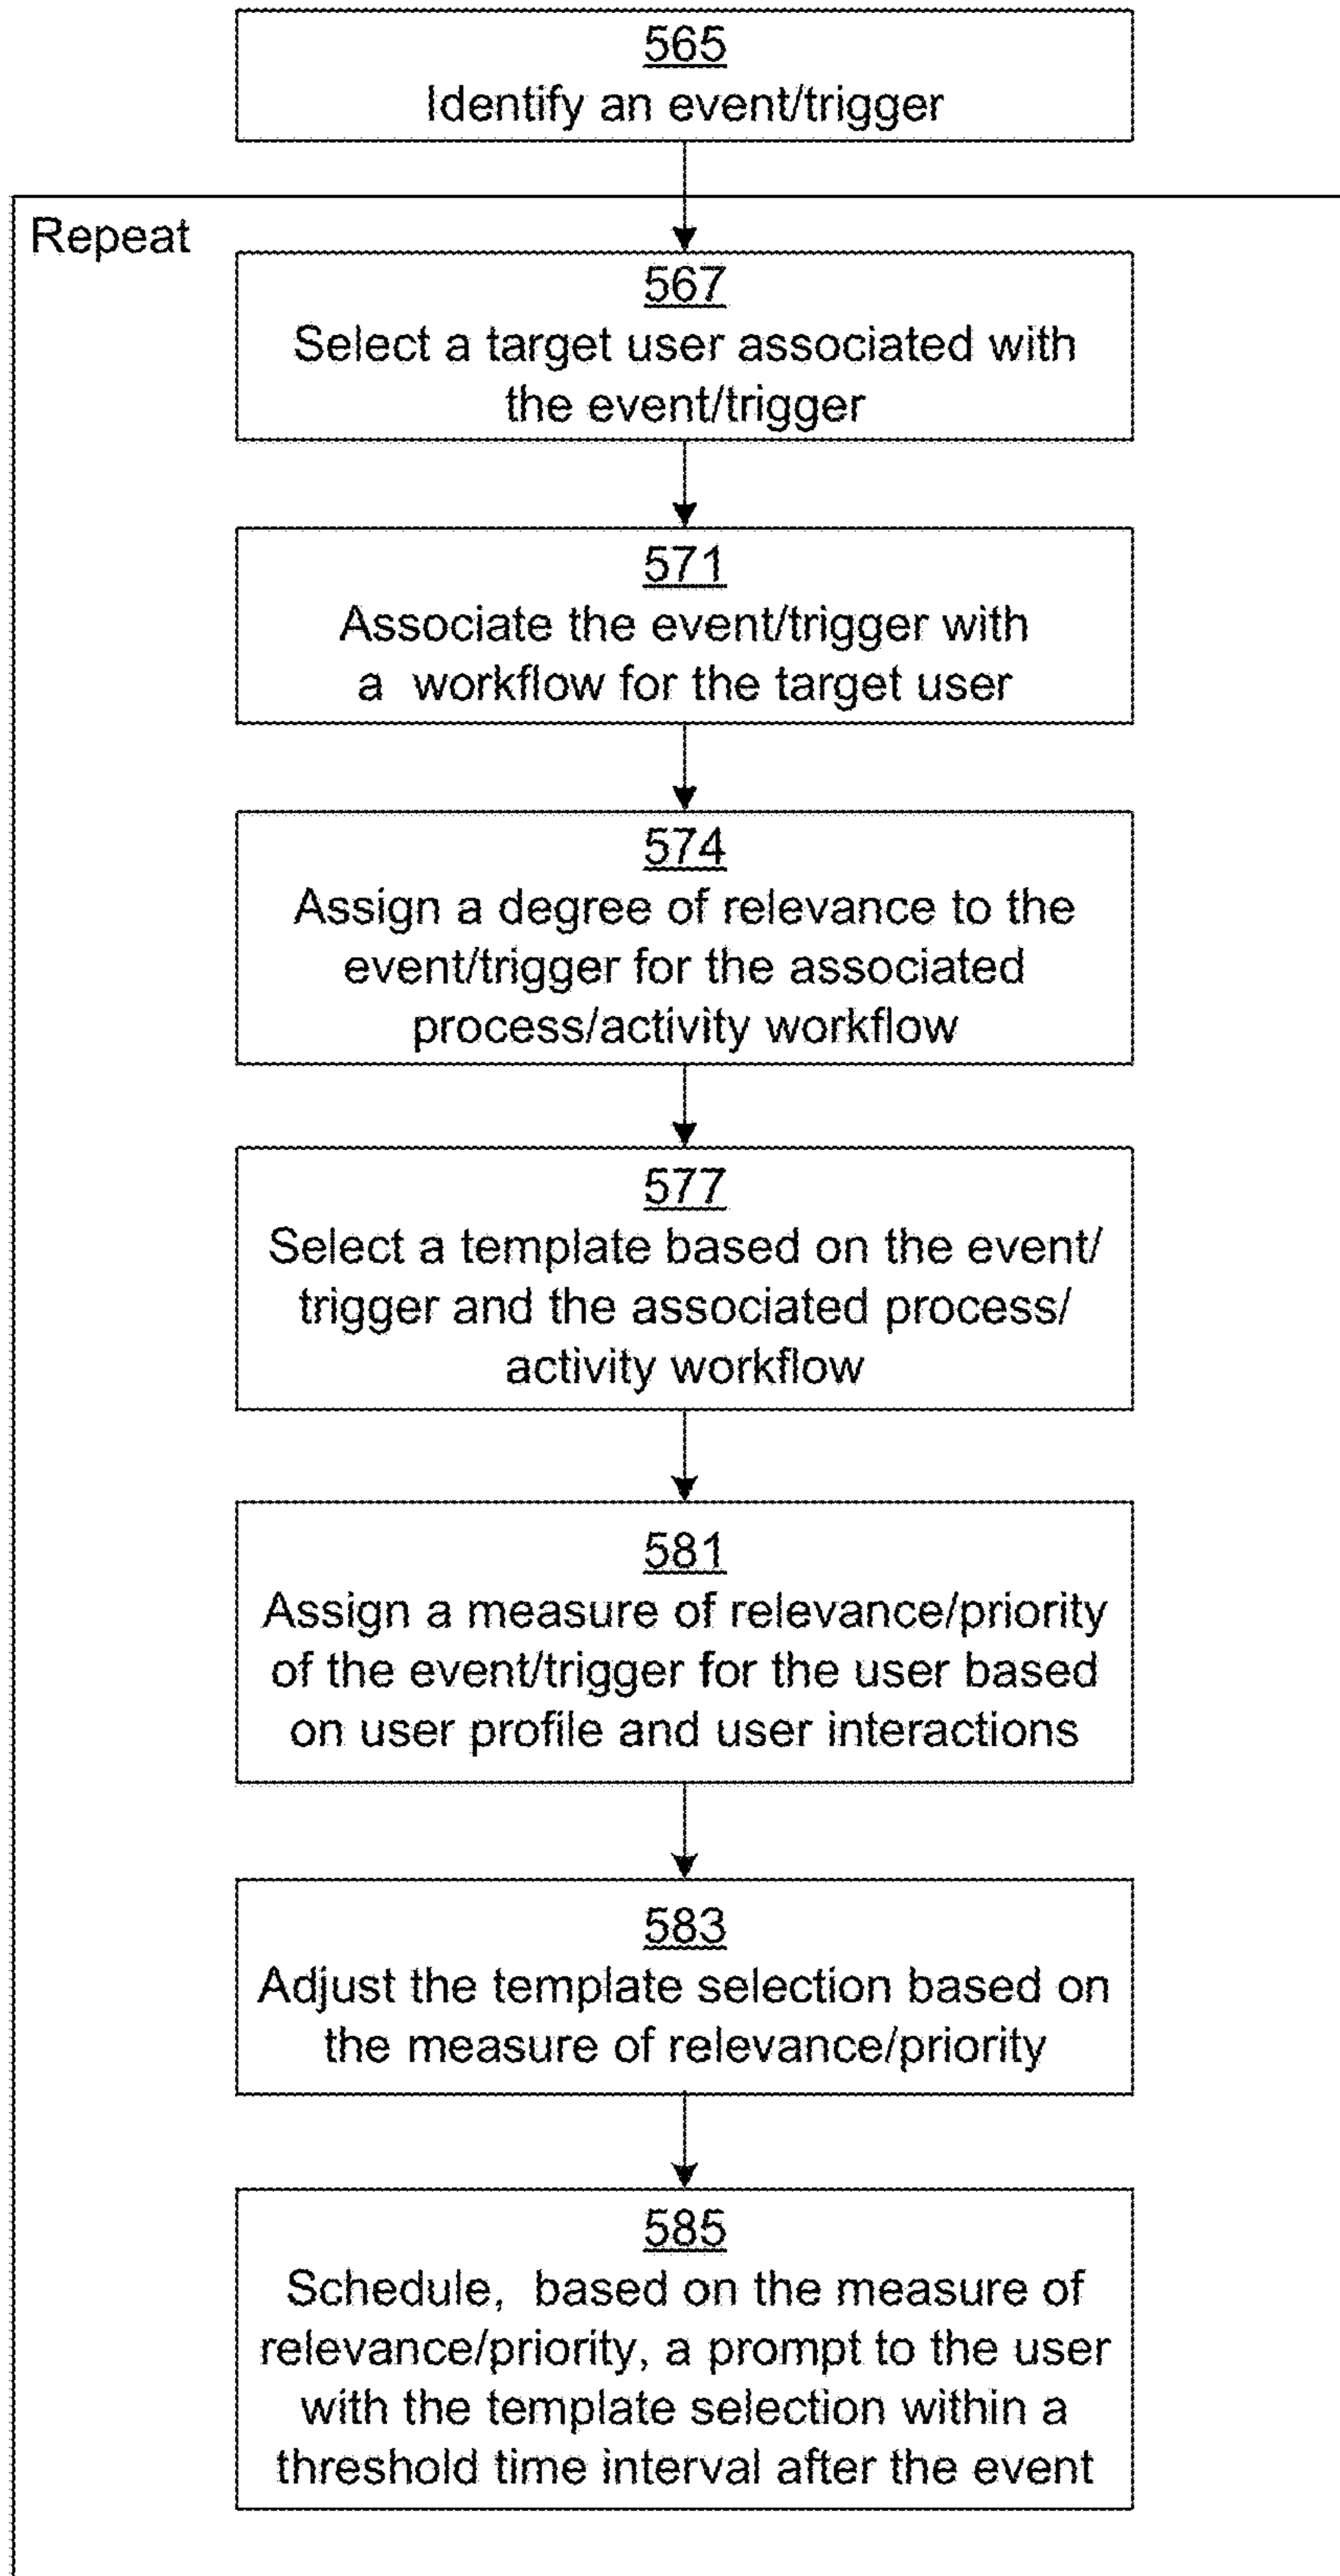 565
Identify an event/trigger
Repeat
567
Select a target user associated with
the event/trigger
571
Associate the event/trigger with
a workflow for the target user
574
Assign a degree of relevance to the
event/trigger for the associated
process/activity workflow
577
Select a template based on the event/
trigger and the associated process/
activity workflow
581
Assign a measure of relevance/priority
of the event/trigger for the user based
on user profile and user interactions
583
Adjust the template selection based on
the measure of relevance/priority
585
Schedule, based on the measure of
relevance/priority, a prompt to the user
with the template selection within a
threshold time interval after the event